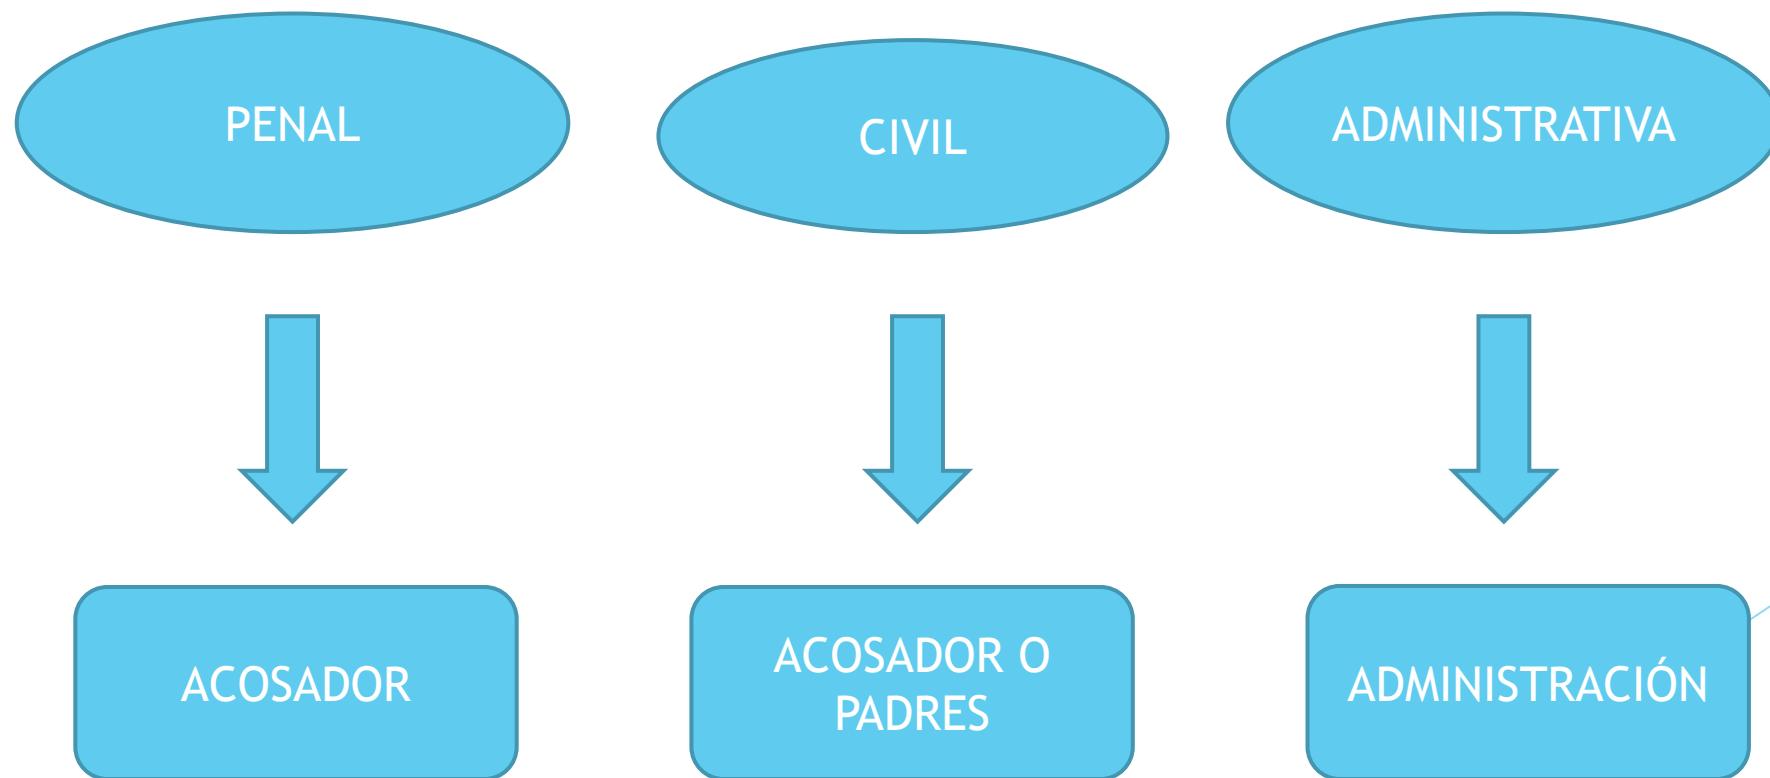 PENAL
CIVIL
ADMINISTRATIVA
ACOSADOR
ACOSADOR O
PADRES
ADMINISTRACIÓN